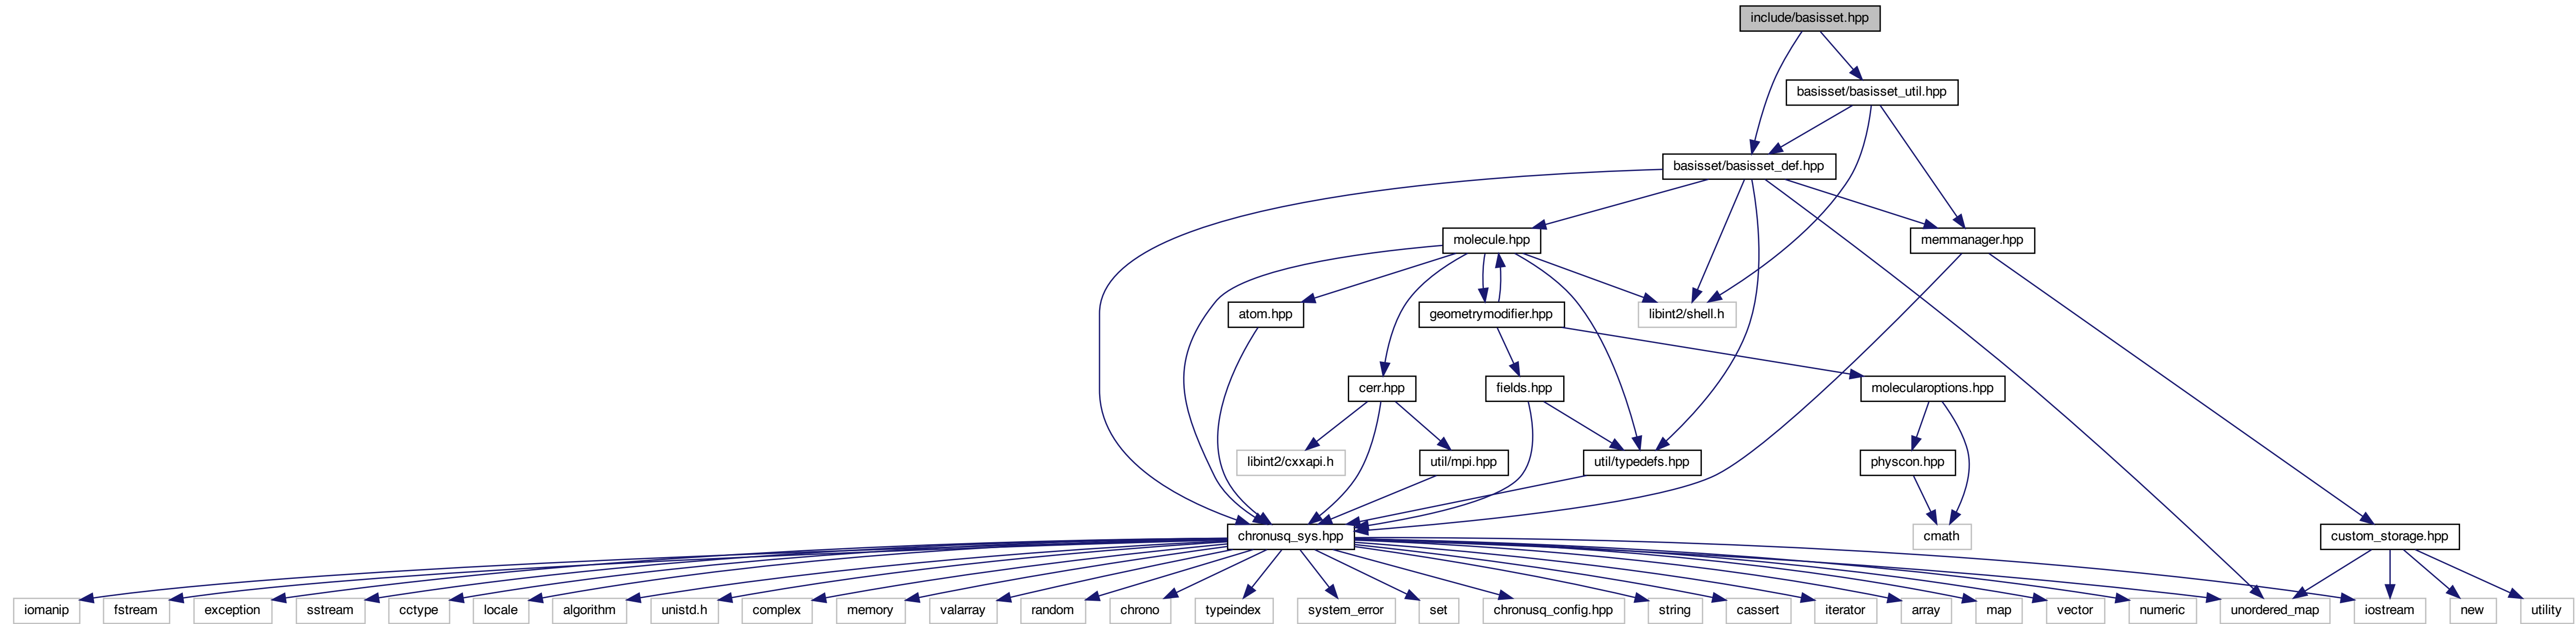 include/basisset.hpp
basisset/basisset_util.hpp
basisset/basisset_def.hpp
molecule.hpp
memmanager.hpp
atom.hpp
geometrymodifier.hpp
libint2/shell.h
cerr.hpp
fields.hpp
molecularoptions.hpp
libint2/cxxapi.h
util/mpi.hpp
util/typedefs.hpp
physcon.hpp
chronusq_sys.hpp
cmath
custom_storage.hpp
iomanip
fstream
exception
sstream
cctype
locale
algorithm
unistd.h
complex
memory
valarray
random
chrono
typeindex
system_error
set
chronusq_config.hpp
string
cassert
iterator
array
map
vector
numeric
unordered_map
iostream
new
utility